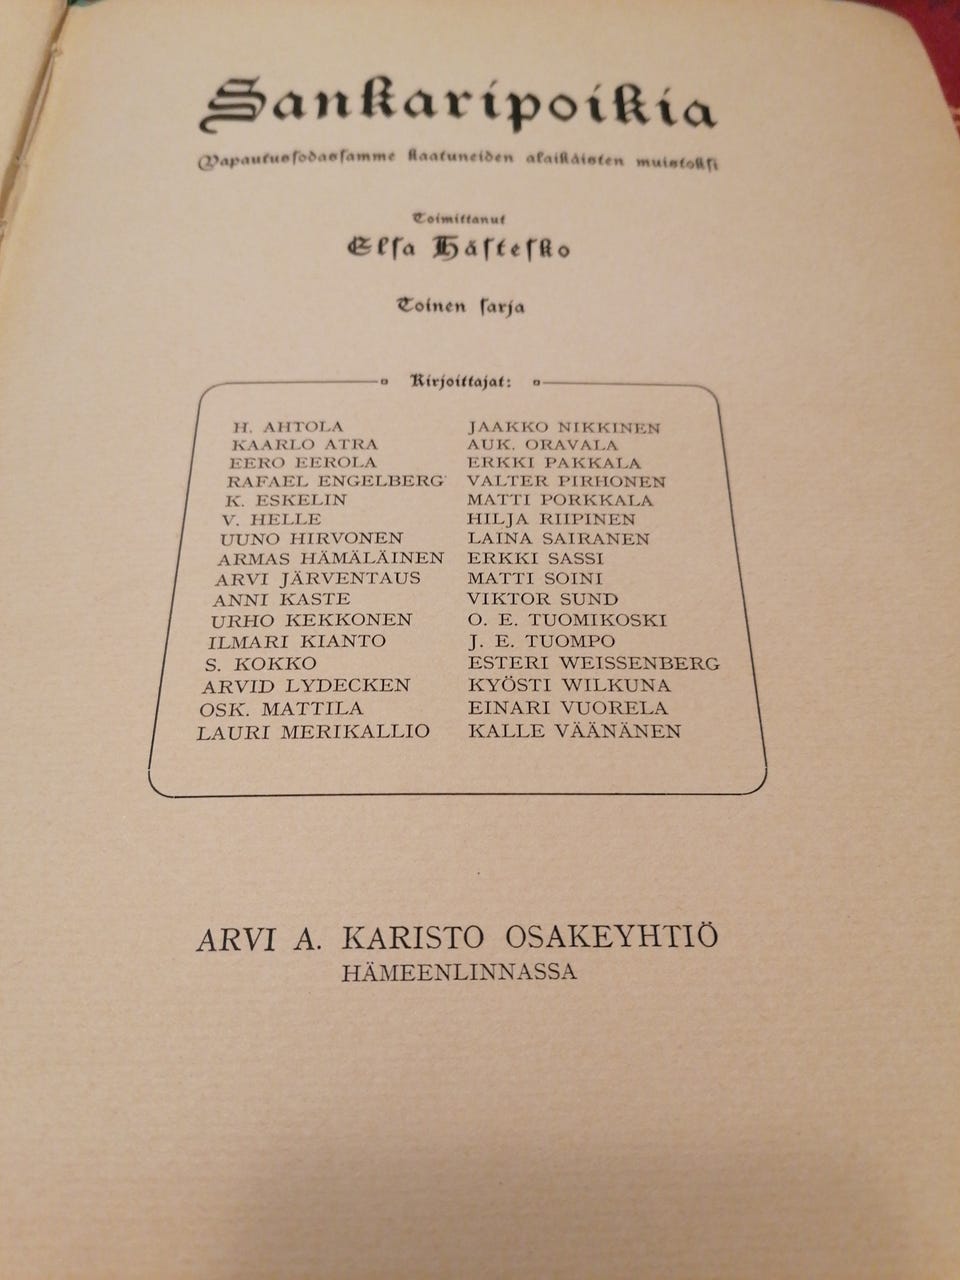 Sankaripoikia
Vapautusſodasſamme kaatuneiden alaikäisten muistokſi
Toimittanut
Elſa Häſteſko
Toinen ſarja
Kirjoittajat:
H. AHTOLA
KAARLO ATRA
EERO EEROLA
RAFAEL ENGELBERG
K. ESKELIN
V. HELLE
UUNO HIRVONEN
ARMAS HÄMÄLÄINEN
ARVI JÄRVENTAUS
ANNI KASTE
URHO KEKKONEN
ILMARI KIANTO
S. KOKKO
ARVID LYDECKEN
OSK. MATTILA
LAURI MERIKALLIO
JAAKKO NIKKINEN
AUK. ORAVALA
ERKKI PAKKALA
VALTER PIRHONEN
MATTI PORKKALA
HILJA RIIPINEN
LAINA SAIRANEN
ERKKI SASSI
MATTI SOINI
VIKTOR SUND
O. E. TUOMIKOSKI
J. E. TUOMPO
ESTERI WEISSENBERG
KYÖSTI WILKUNA
EINARI VUORELA
KALLE VÄÄNÄNEN
ARVI A. KARISTO OSAKEYHTIÖ
HÄMEENLINNASSA